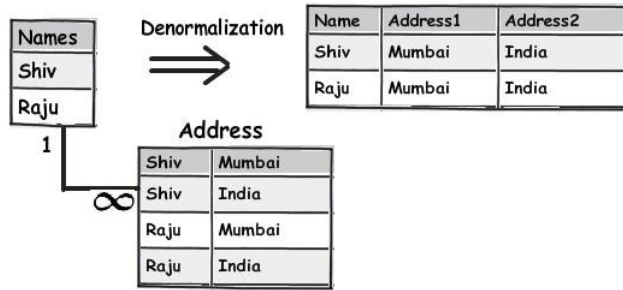 Names
Shiv
Raju
1
∞
Denormalization
Name Address1 Address2
Shiv Mumbai India
Raju Mumbai India
Address
Shiv Mumbai
Shiv India
Raju Mumbai
Raju India